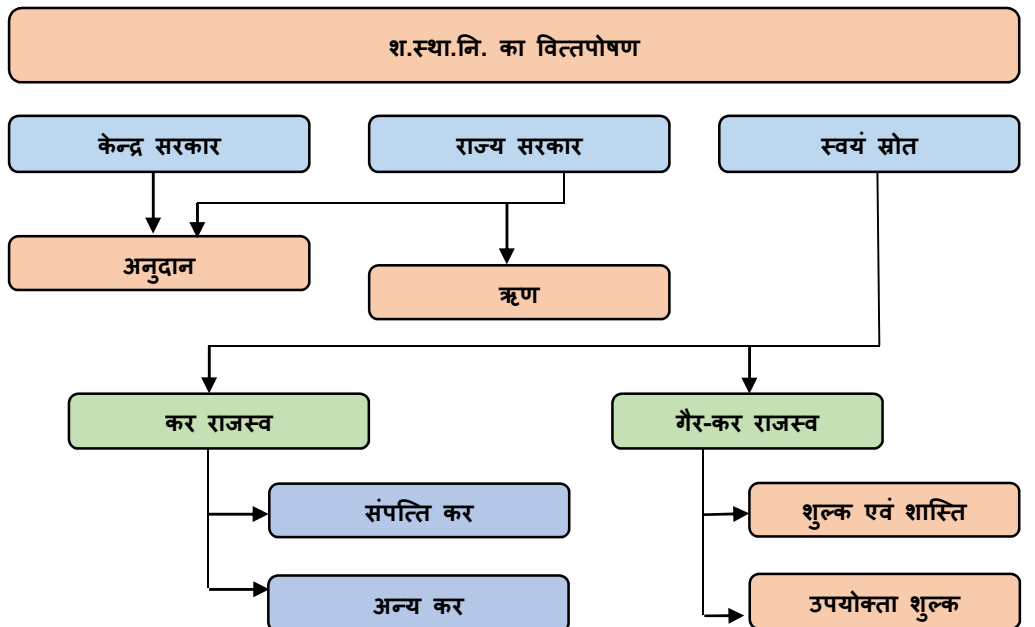 श.स्था.नि. का वित्तपोषण
केन्द्र सरकार
राज्य सरकार
स्वयं स्रोत
अनुदान
ऋण
कर राजस्व
गैर-कर राजस्व
संपत्ति कर
शुल्क एवं शास्ति
अन्य कर
उपयोक्ता शुल्क